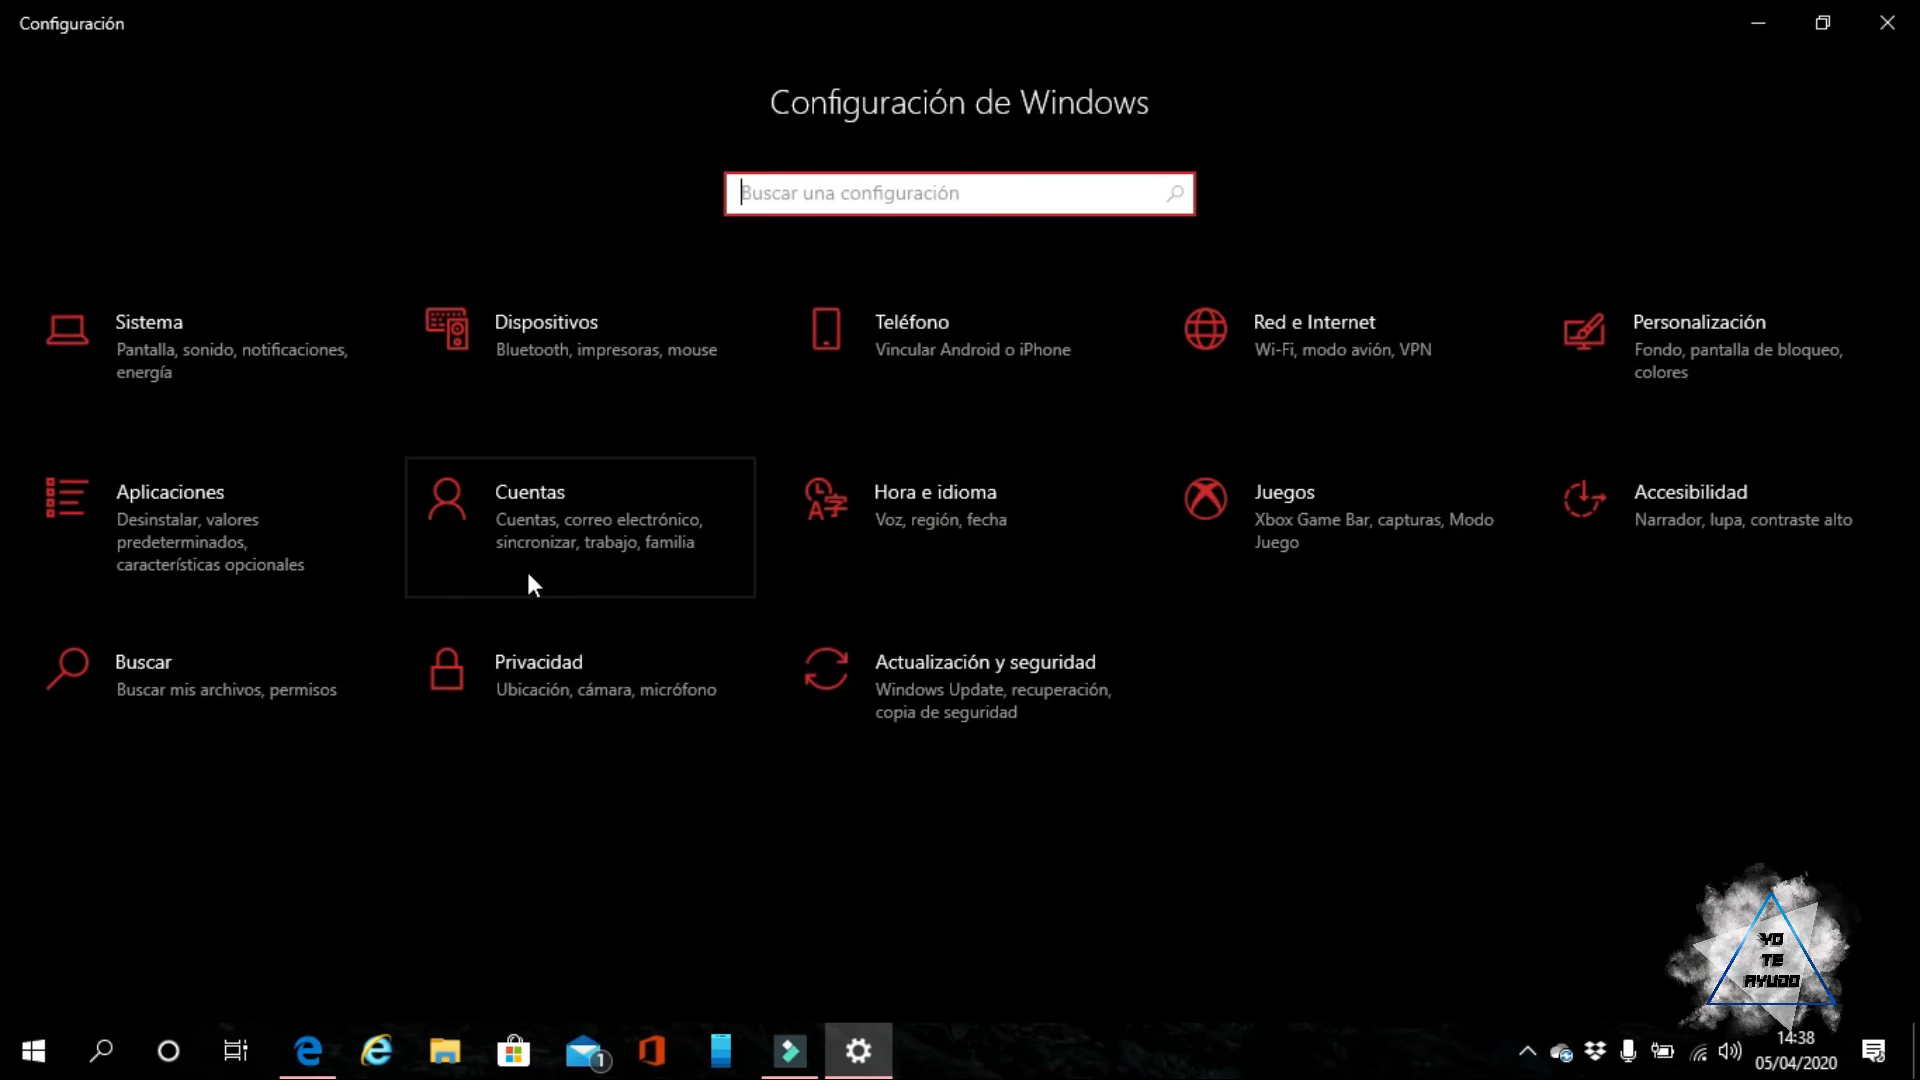 Configuración
Configuración de Windows
Buscar una configuración
Sistema
Pantalla, sonido, notificaciones,
energía
Dispositivos
Bluetooth, impresoras, mouse
Teléfono
Vincular Android o iPhone
Red e Internet
Wi-Fi, modo avión, VPN
Personalización
Fondo, pantalla de bloqueo,
colores
Aplicaciones
Desinstalar, valores
predeterminados,
características opcionales
Cuentas
Cuentas, correo electrónico,
sincronizar, trabajo, familia
Hora e idioma
Voz, región, fecha
Juegos
Xbox Game Bar, capturas, Modo
Juego
Accesibilidad
Narrador, lupa, contraste alto
Buscar
Buscar mis archivos, permisos
Privacidad
Ubicación, cámara, micrófono
Actualización y seguridad
Windows Update, recuperación,
copia de seguridad
YO
TE
AYUDO
1
14:38
05/04/2020